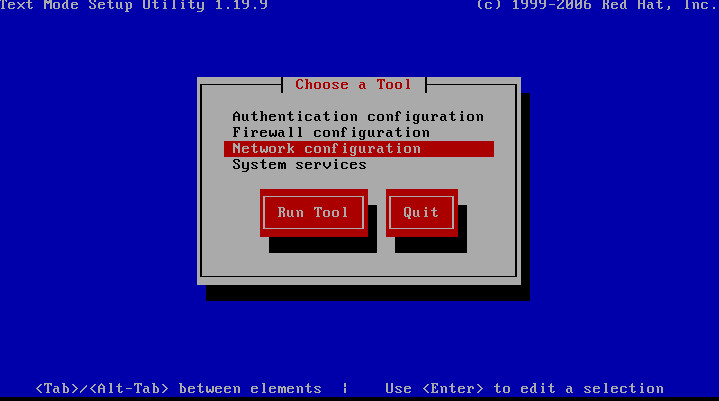 Text Mode Setup Utility 1.19.9 (c) 1999-2006 Red Hat, Inc.
Choose a Tool
Authentication configuration
Firewall configuration
Network configuration
System services
Run Tool Quit
<Tab>/<Alt-Tab> between elements | Use <Enter> to edit a selection